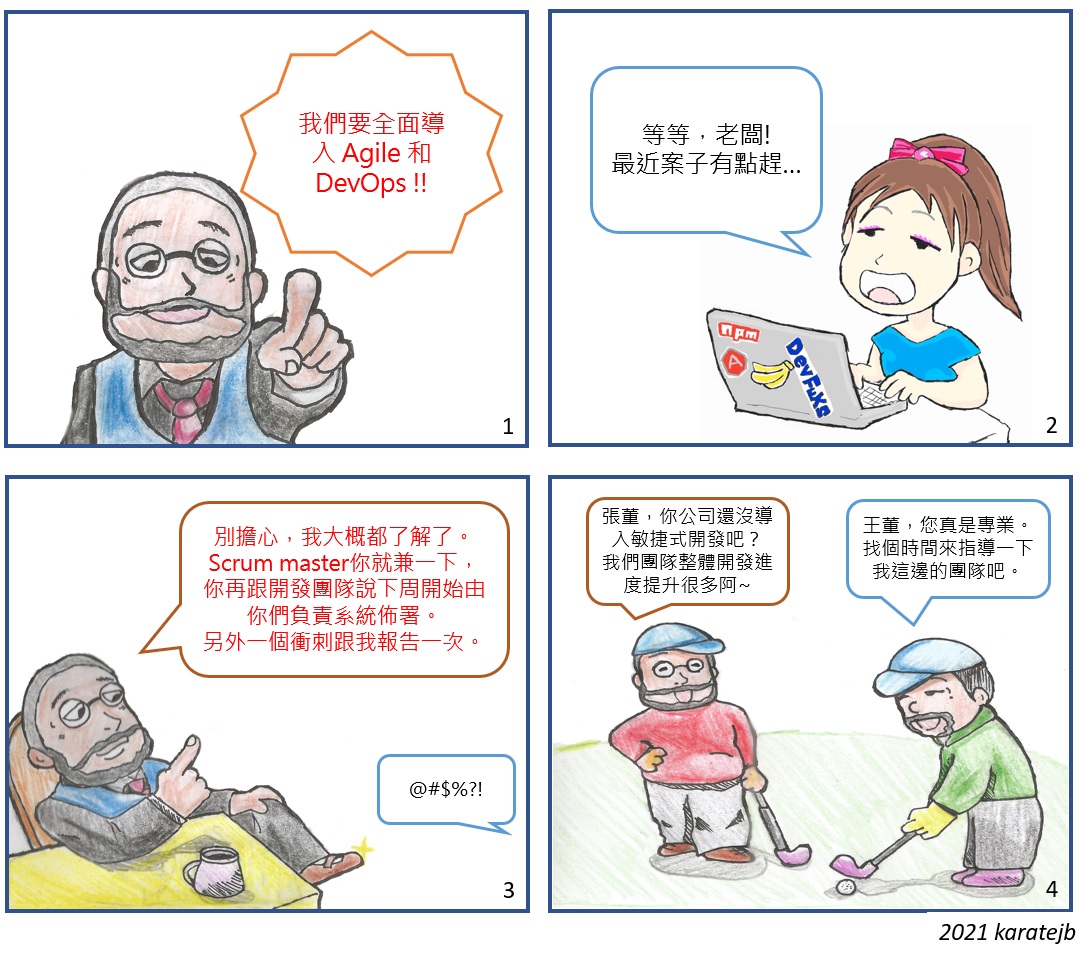 我們要全面導
入 Agile 和
DevOps !!
1
等等，老闆!
最近案子有點趕...
npm
A
DevFuKs
2
別擔心，我大概都了解了。
Scrum master你就兼一下，
你再跟開發團隊說下周開始由
你們負責系統佈署。
另外一個衝刺跟我報告一次。
@#$%?!
3
張董，你公司還沒導
入敏捷式開發吧？
我們團隊整體開發進
度提升很多阿~
王董，您真是專業。
找個時間來指導一下
我這邊的團隊吧。
4
2021 karatejb